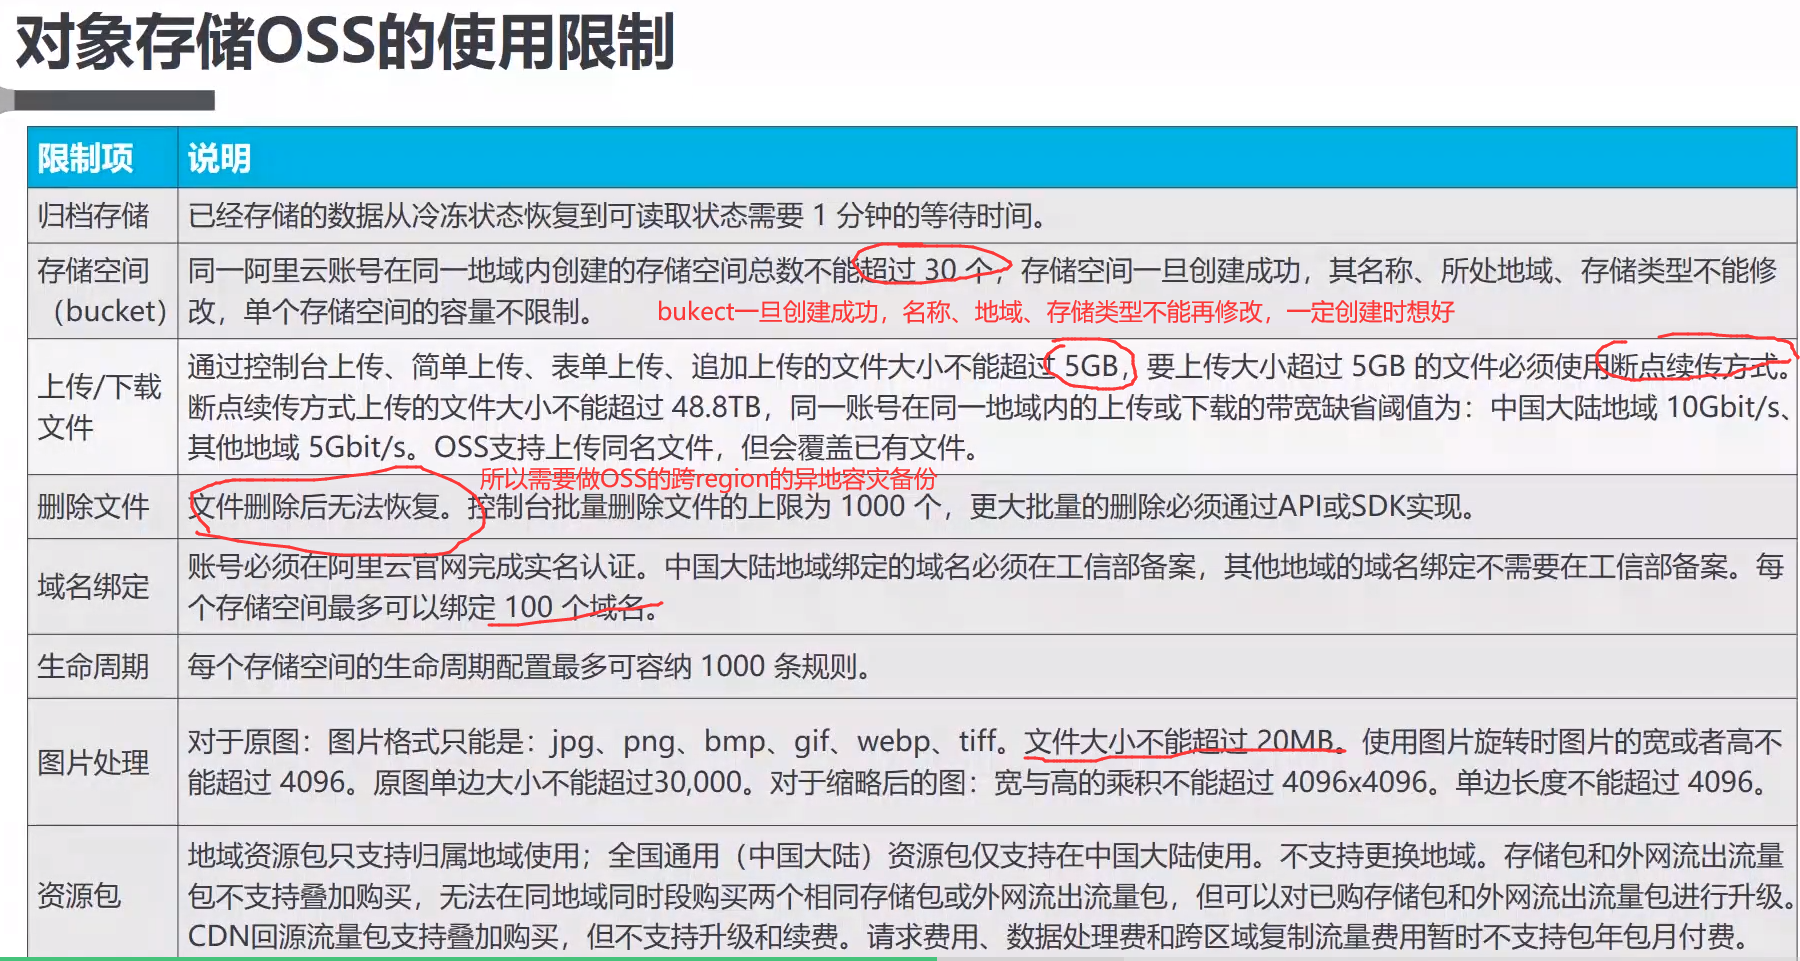 对象存储OSS的使用限制
限制项
说明
归档存储
已经存储的数据从冷冻状态恢复到可读取状态需要 1 分钟的等待时间。
存储空间
（bucket）
同一阿里云账号在同一地域内创建的存储空间总数不能超过 30 个，存储空间一旦创建成功，其名称、所处地域、存储类型不能修
改，单个存储空间的容量不限制。
bukect一旦创建成功，名称、地域、存储类型不能再修改，一定创建时想好
上传/下载
文件
通过控制台上传、简单上传、表单上传、追加上传的文件大小不能超过 5GB，要上传大小超过 5GB 的文件必须使用断点续传方式。
断点续传方式上传的文件大小不能超过 48.8TB，同一账号在同一地域内的上传或下载的带宽缺省阈值为：中国大陆地域 10Gbit/s、
其他地域 5Gbit/s。OSS支持上传同名文件，但会覆盖已有文件。
所以需要做OSS的跨region的异地容灾备份
删除文件
文件删除后无法恢复。控制台批量删除文件的上限为 1000 个，更大批量的删除必须通过API或SDK实现。
域名绑定
账号必须在阿里云官网完成实名认证。中国大陆地域绑定的域名必须在工信部备案，其他地域的域名绑定不需要在工信部备案。每
个存储空间最多可以绑定 100 个域名。
生命周期
每个存储空间的生命周期配置最多可容纳 1000 条规则。
图片处理
对于原图：图片格式只能是：jpg、png、bmp、gif、webp、tiff。文件大小不能超过 20MB。使用图片旋转时图片的宽或者高不
能超过 4096。原图单边大小不能超过30,000。对于缩略后的图：宽与高的乘积不能超过 4096x4096。单边长度不能超过 4096。
资源包
地域资源包只支持归属地域使用；全国通用（中国大陆）资源包仅支持在中国大陆使用。不支持更换地域。存储包和外网流出流量
包不支持叠加购买，无法在同地域同时段购买两个相同存储包或外网流出流量包，但可以对已购存储包和外网流出流量包进行升级。
CDN回源流量包支持叠加购买，但不支持升级和续费。请求费用、数据处理费和跨区域复制流量费用暂时不支持包年包月付费。